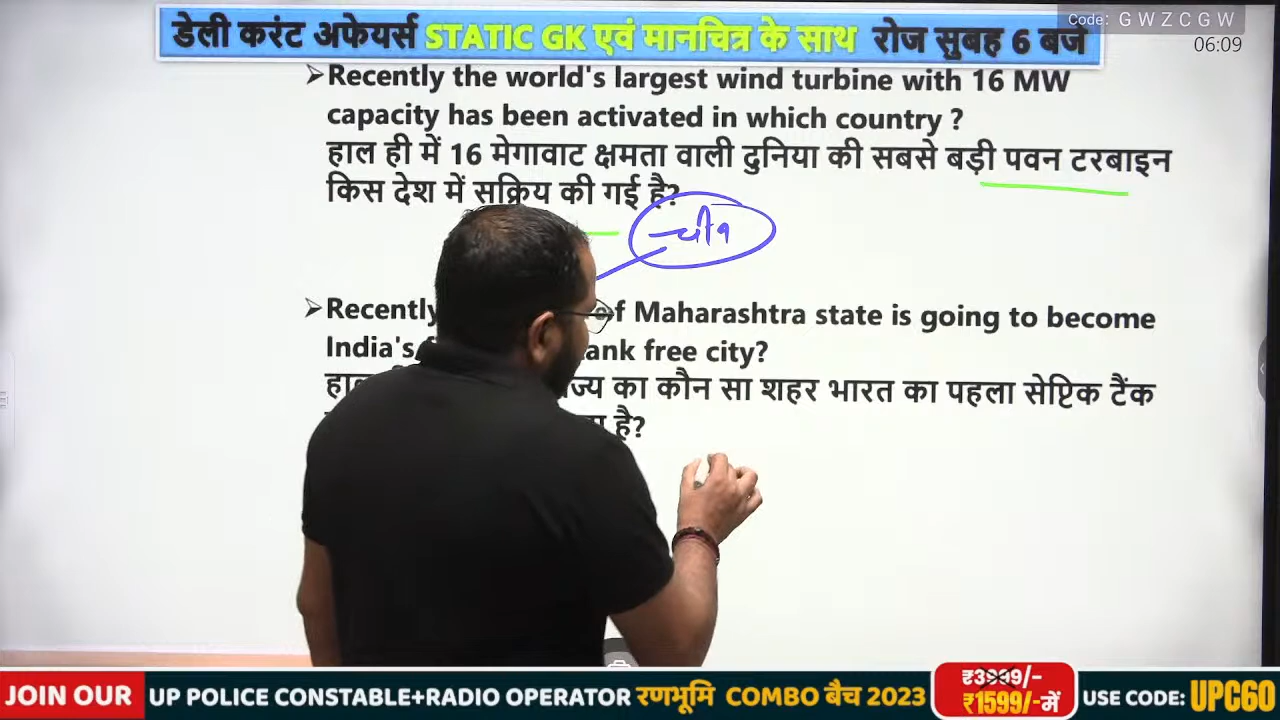 डेली करंट अफेयर्स STATIC GK एवं मानचित्र के साथ रोज सुबह 6 बजे
Code: G W Z C G W
06:09
➢Recently the world's largest wind turbine with 16 MW
capacity has been activated in which country ?
हाल ही में 16 मेगावाट क्षमता वाली दुनिया की सबसे बड़ी पवन टरबाइन
किस देश में सक्रिय की गई है?
चीन
➢Recently of Maharashtra state is going to become
India's tank free city?
का कौन सा शहर भारत का पहला सेप्टिक टैंक
है?
JOIN OUR UP POLICE CONSTABLE+RADIO OPERATOR रणभूमि COMBO बैच 2023 ₹3999/- ₹1599/-में USE CODE: UPC60